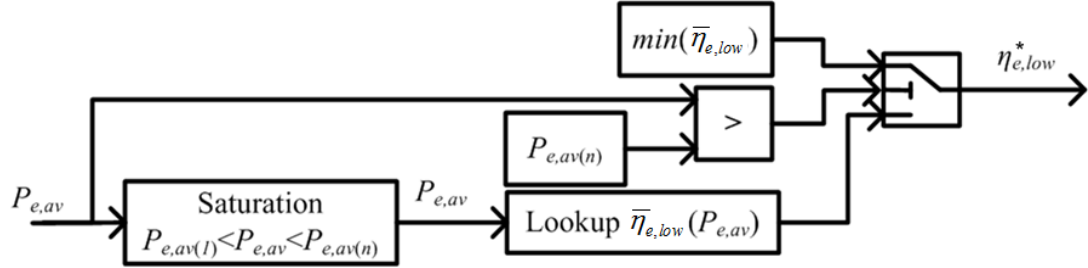 min(η̅e,low)
η*e,low
>
Pe,av(n)
Pe,av
Saturation
Pe,av(1)<Pe,av<Pe,av(n)
Pe,av
Lookup η̅e,low(Pe,av)